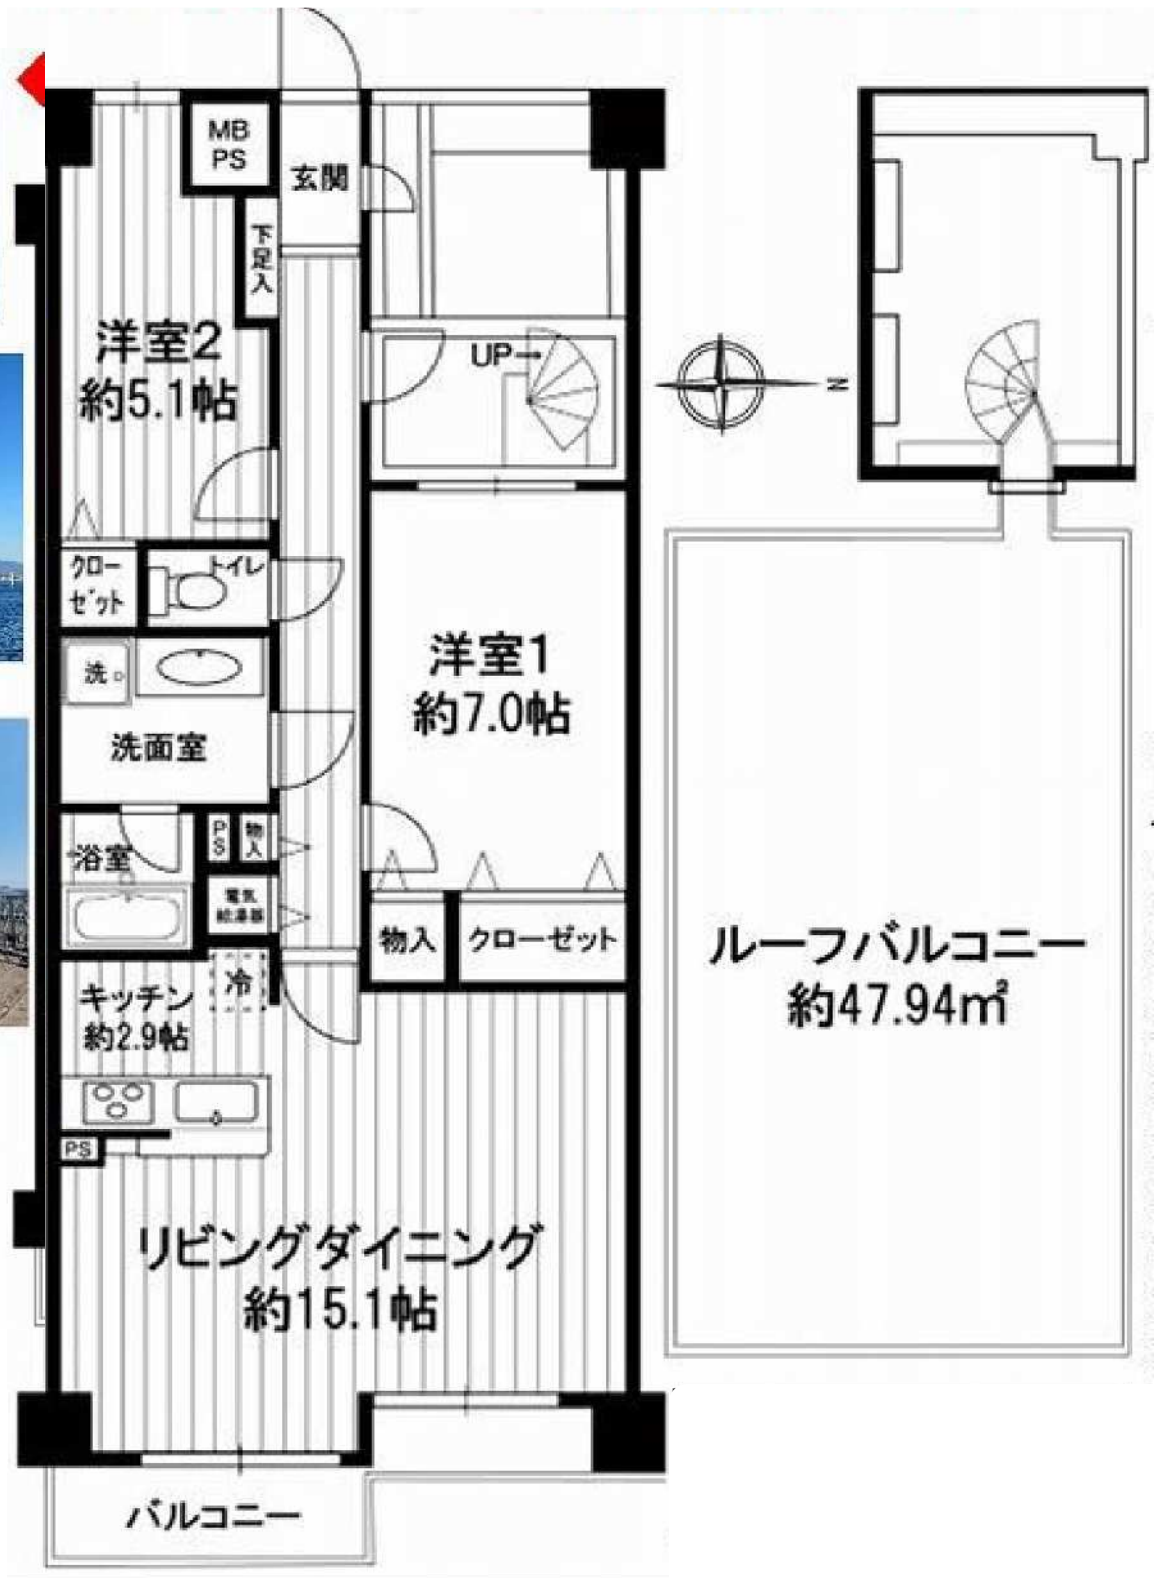 MB
PS
玄関
下足入
洋室2
約5.1帖
UP→
N
クローゼット
トイレ
洗
洗面室
洋室1
約7.0帖
浴室
PS
物入
電気
給湯器
物入
クローゼット
冷
キッチン
約2.9帖
PS
ルーフバルコニー
約47.94㎡
リビングダイニング
約15.1帖
バルコニー